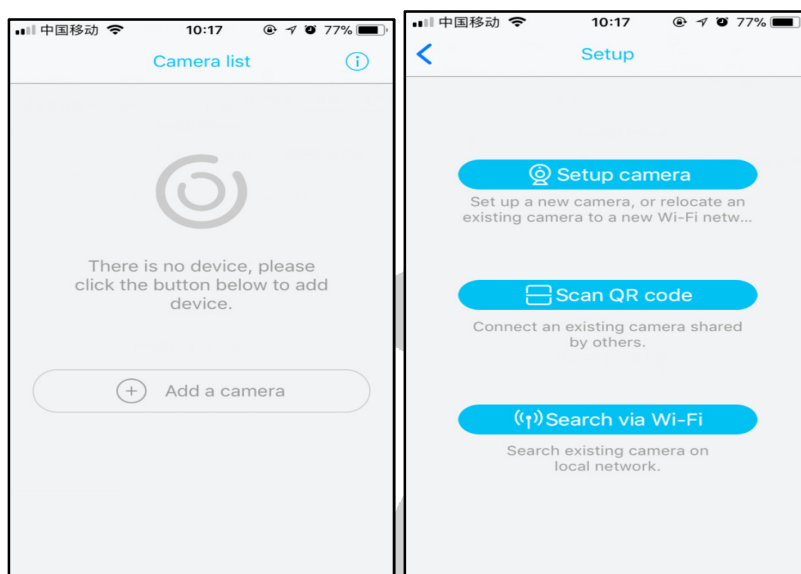 中国移动 10:17 77%
Camera list
There is no device, please
click the button below to add
device.
Add a camera
中国移动 10:17 77%
Setup
Setup camera
Set up a new camera, or relocate an
existing camera to a new Wi-Fi netw...
Scan QR code
Connect an existing camera shared
by others.
Search via Wi-Fi
Search existing camera on
local network.